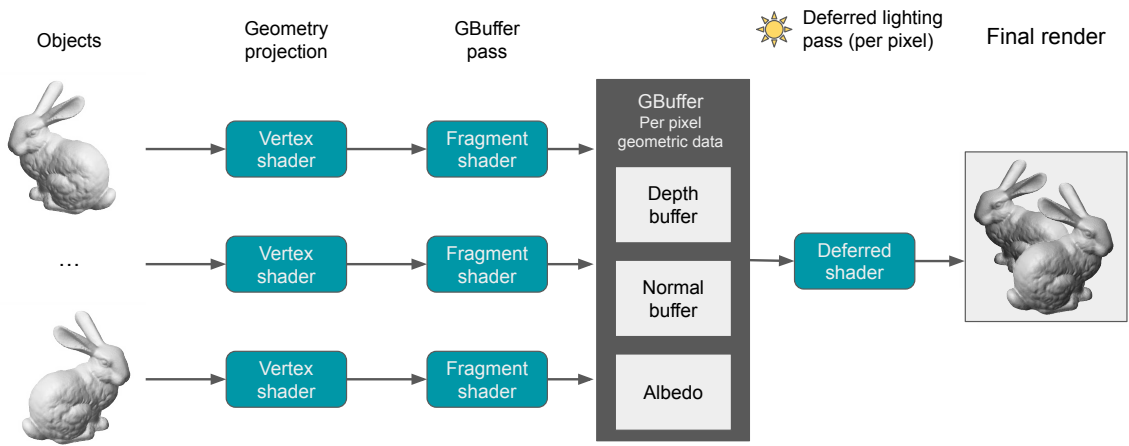 Objects
Geometry
projection
GBuffer
pass
Deferred lighting
pass (per pixel)
Final render
Vertex
shader
Fragment
shader
GBuffer
Per pixel
geometric data
Depth
buffer
...
Vertex
shader
Fragment
shader
Normal
buffer
Deferred
shader
Vertex
shader
Fragment
shader
Albedo